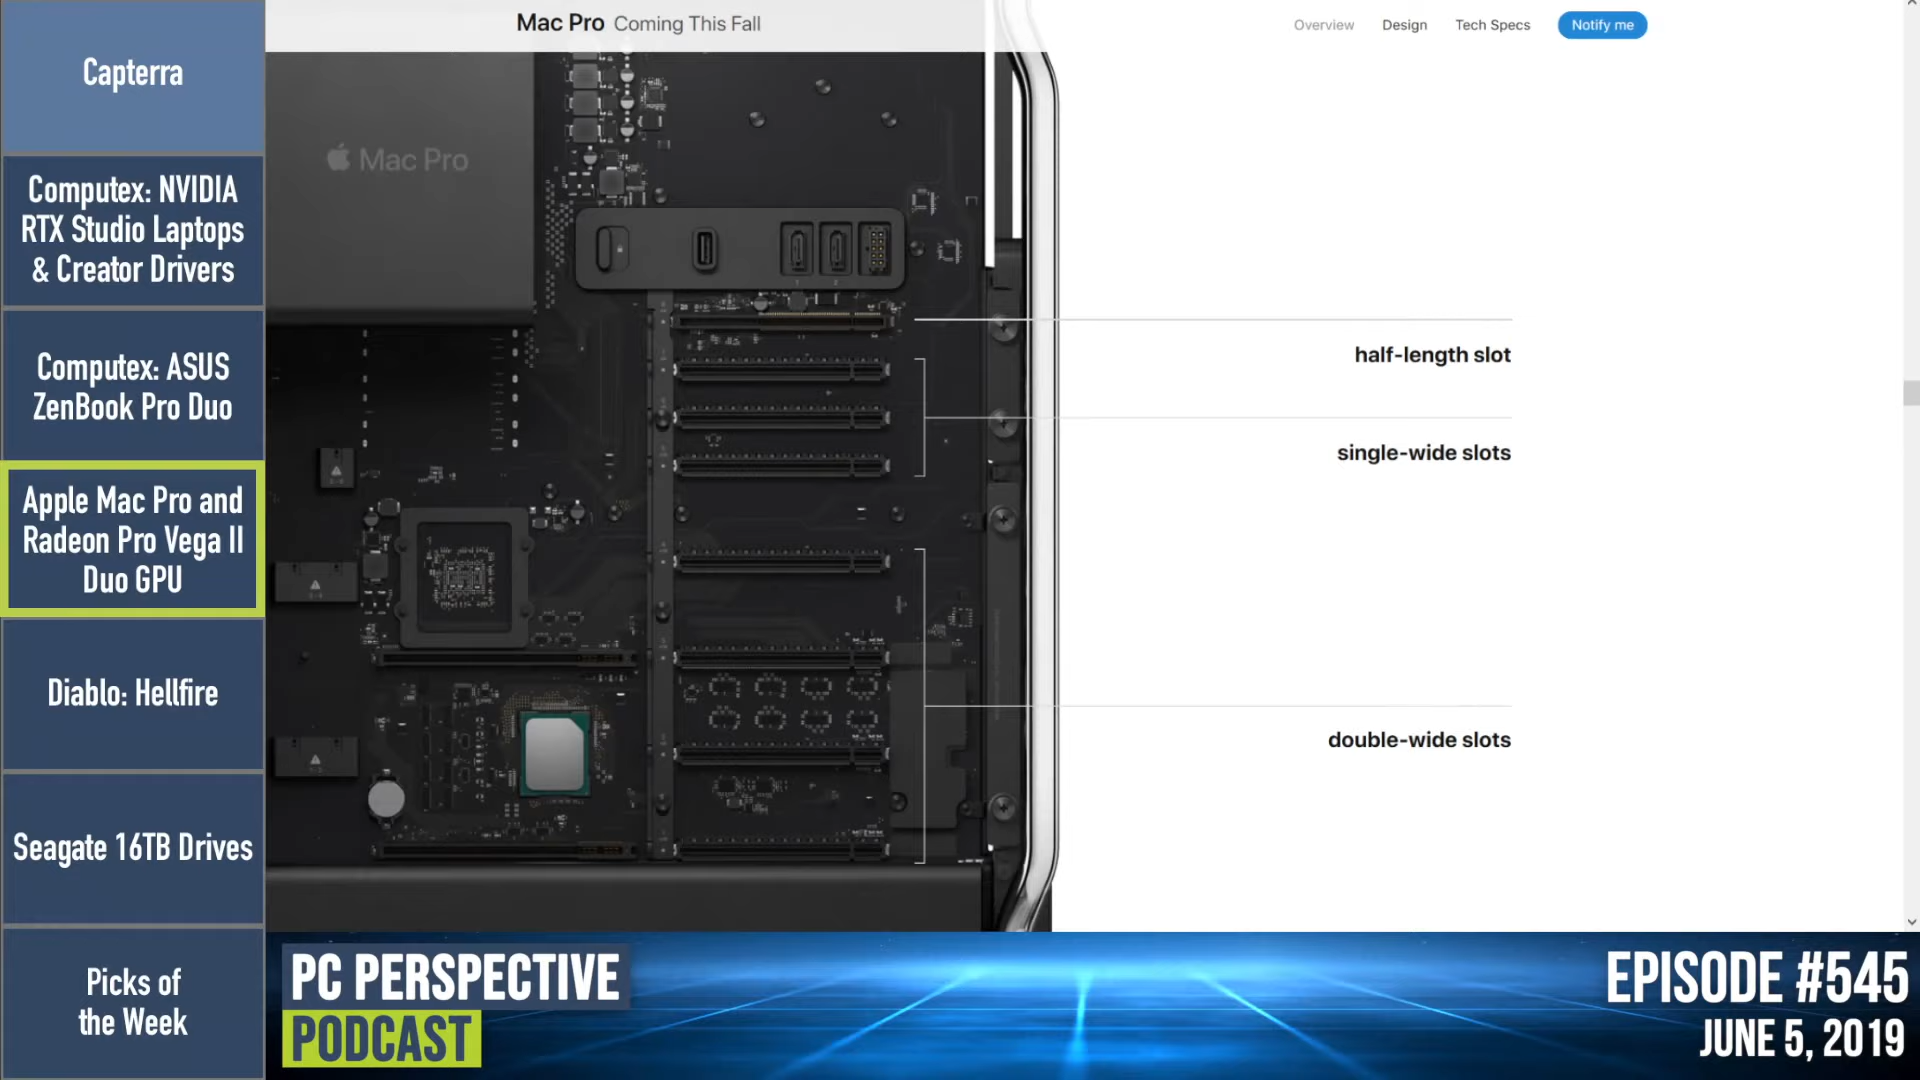 Capterra
Computex: NVIDIA
RTX Studio Laptops
& Creator Drivers
Computex: ASUS
ZenBook Pro Duo
Apple Mac Pro and
Radeon Pro Vega II
Duo GPU
Diablo: Hellfire
Seagate 16TB Drives
Picks of
the Week
Mac Pro Coming This Fall
Overview Design Tech Specs Notify me
Mac Pro
half-length slot
single-wide slots
double-wide slots
PC PERSPECTIVE
PODCAST
EPISODE #545
JUNE 5, 2019